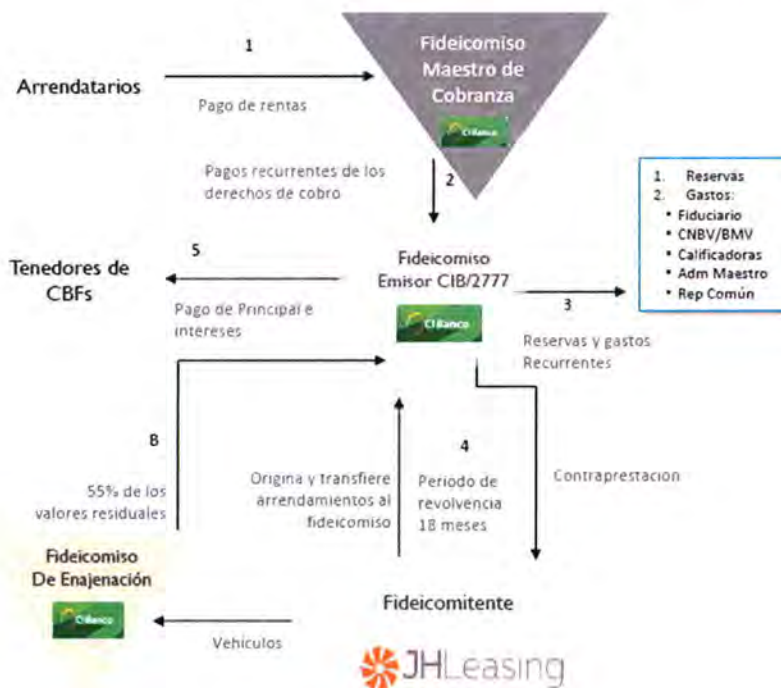 1
Fideicomiso
Maestro de
Cobranza
CIBanco
Arrendatarios
Pago de rentas
Pagos recurrentes de los
derechos de cobro
2
1. Reservas
2. Gastos:
• Fiduciario
• CNBV/BMV
• Calificadoras
• Adm Maestro
• Rep Común
5
Tenedores de
CBFs
Fideicomiso
Emisor CIB/2777
CIBanco
3
Pago de Principal e
intereses
Reservas y gastos
Recurrentes
B
4
55% de los
valores residuales
Origina y transfiere
arrendamientos al
fideicomiso
Periodo de
revolvencia
18 meses
Contraprestacion
Fideicomiso
De Enajenación
CIBanco
Fideicomitente
Vehículos
JHLeasing